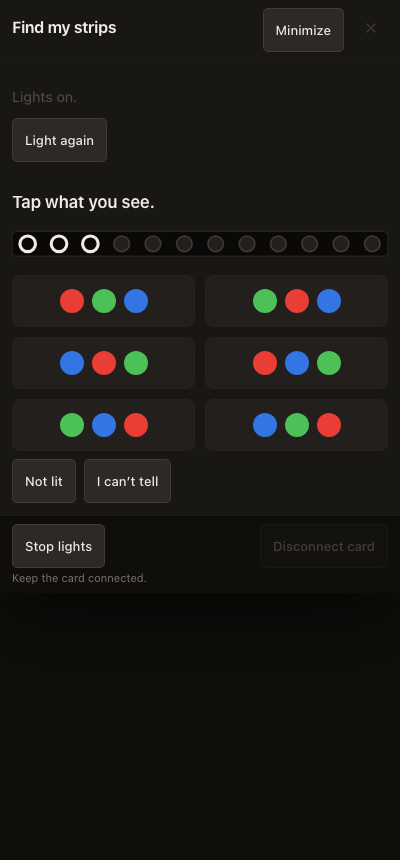 Find my strips
Minimize
Lights on.
Light again
Tap what you see.
Not lit
I can't tell
Stop lights
Disconnect card
Keep the card connected.